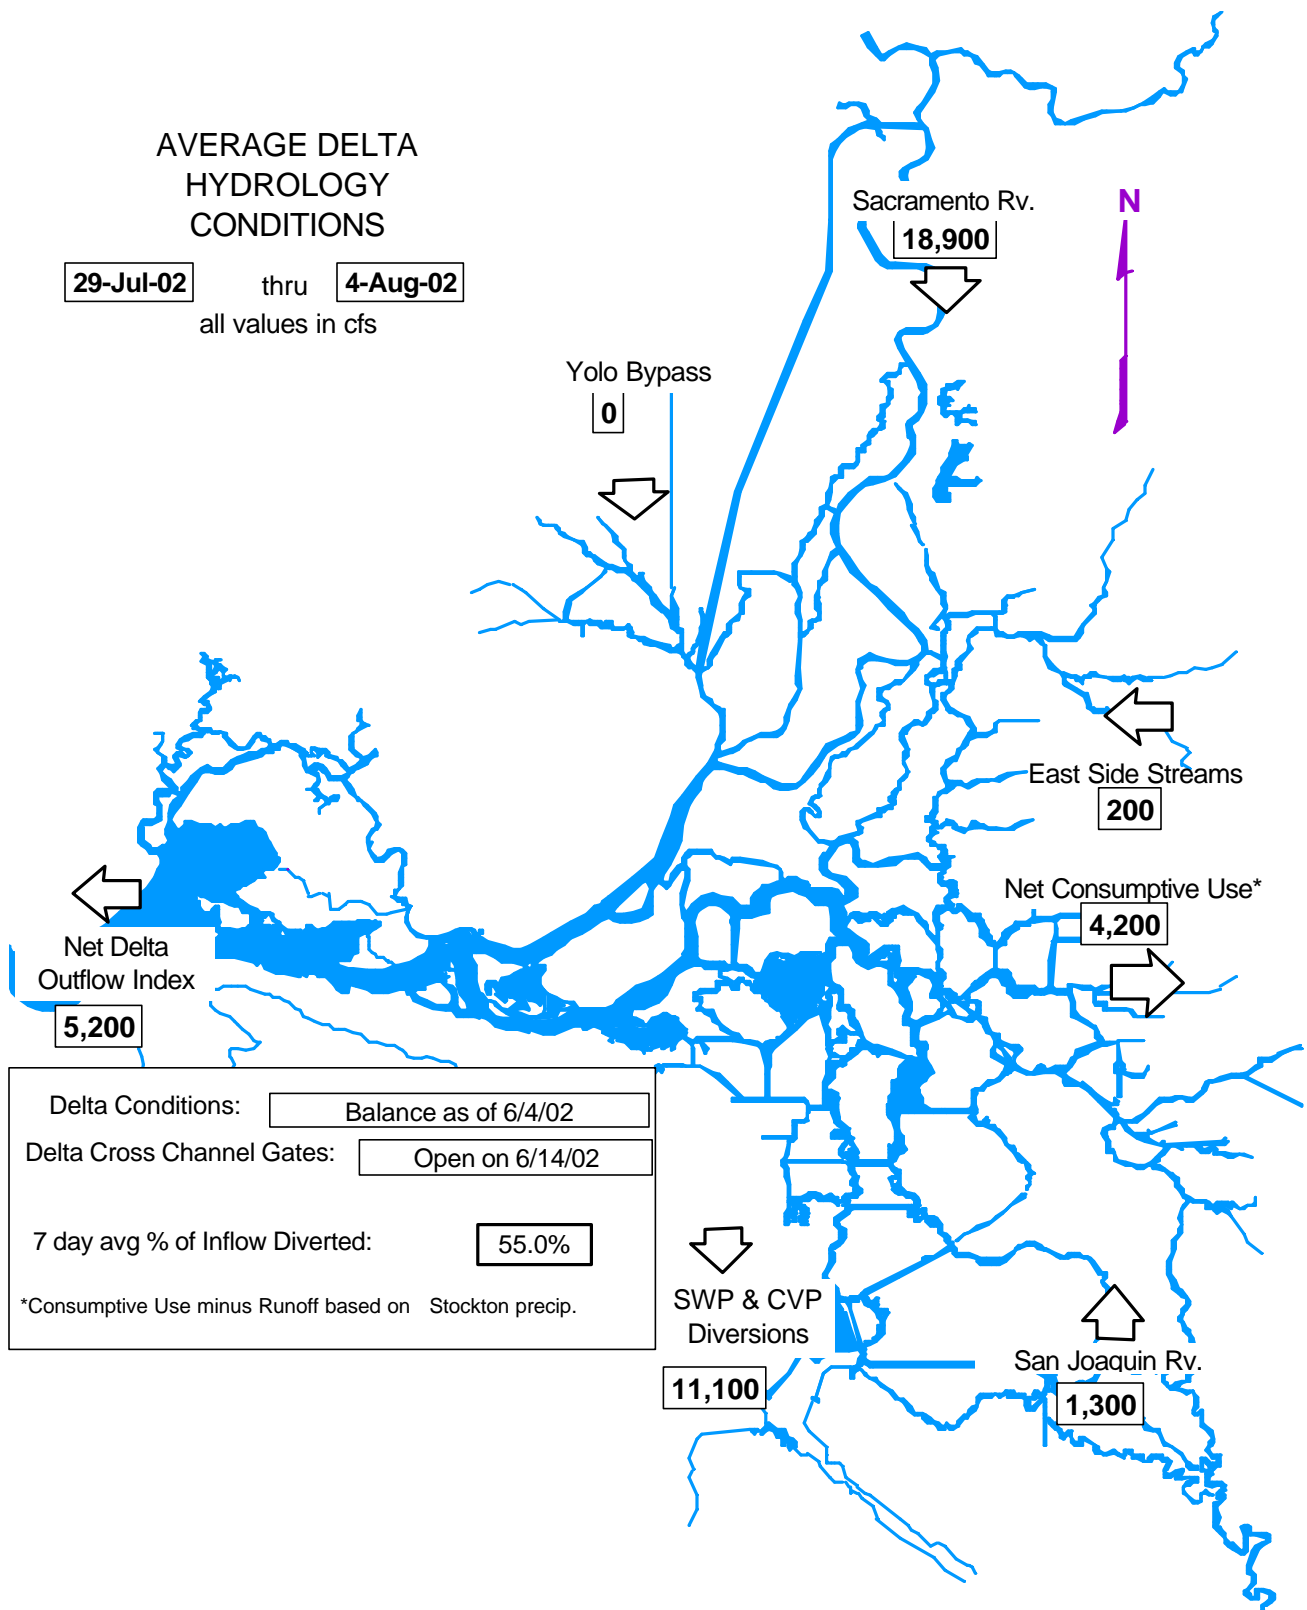 AVERAGE DELTA
HYDROLOGY
CONDITIONS
29-Jul-02 thru 4-Aug-02
all values in cfs
Sacramento Rv.
18,900
N
Yolo Bypass
0
East Side Streams
200
Net Consumptive Use*
4,200
Net Delta
Outflow Index
5,200
Delta Conditions: Balance as of 6/4/02
Delta Cross Channel Gates: Open on 6/14/02
7 day avg % of Inflow Diverted: 55.0%
*Consumptive Use minus Runoff based on Stockton precip.
SWP & CVP
Diversions
11,100
San Joaquin Rv.
1,300